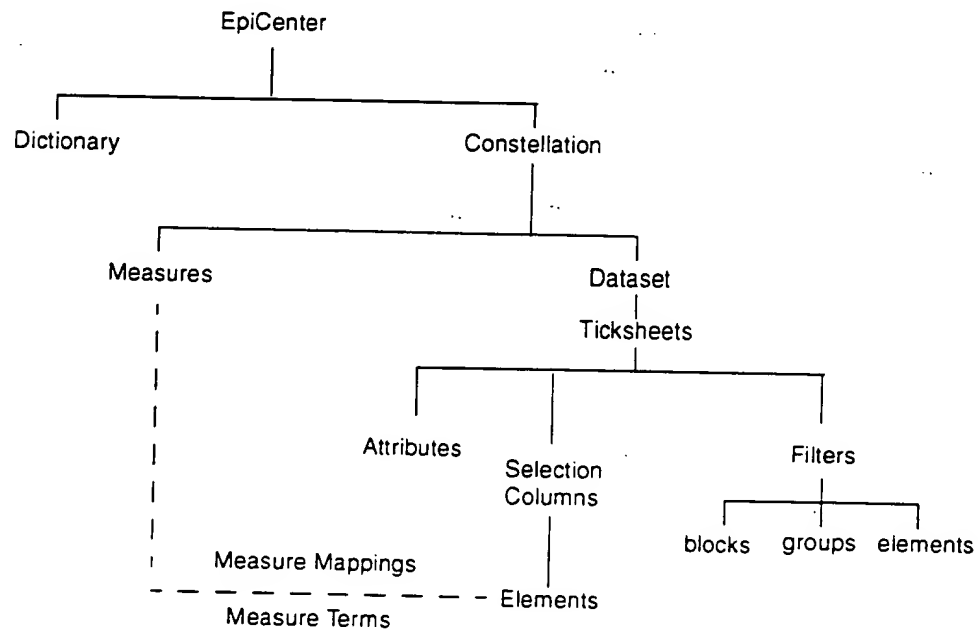 EpiCenter
Dictionary
Constellation
Measures
Dataset
Ticksheets
Attributes
Selection
Columns
Filters
blocks groups elements
Measure Mappings
Elements
Measure Terms